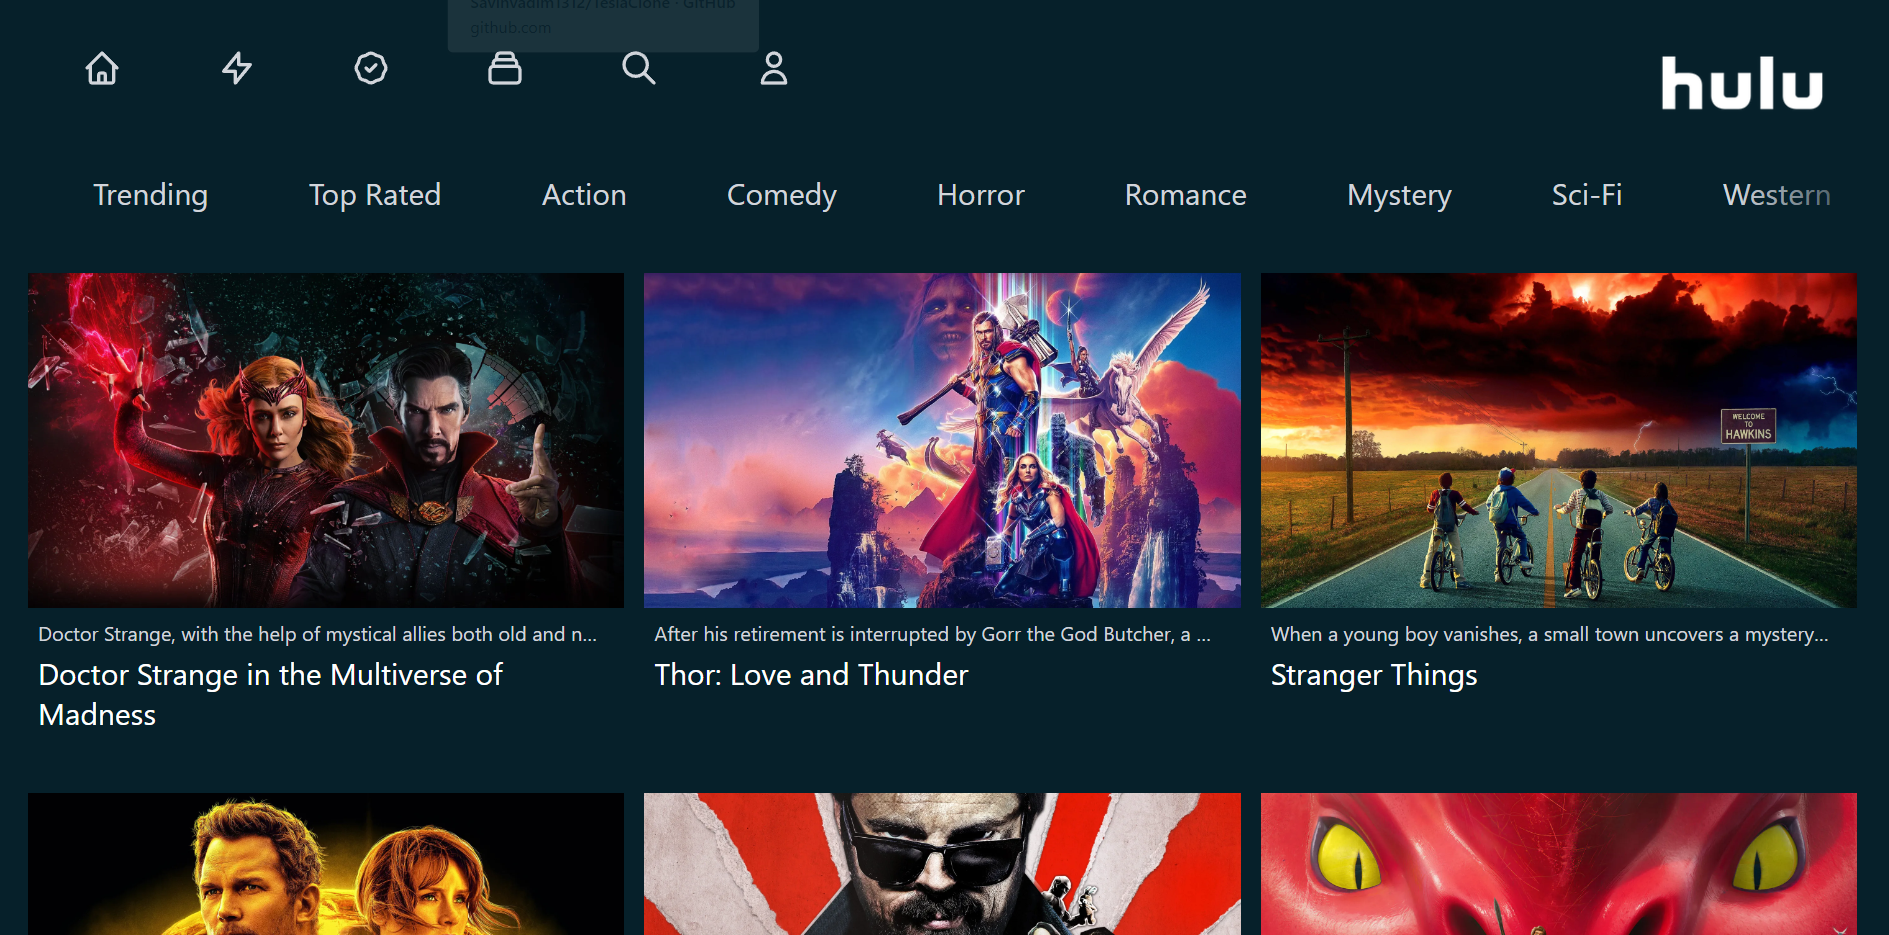 Savinvadim1312/TeslaClone · GitHub
github.com
hulu
Trending Top Rated Action Comedy Horror Romance Mystery Sci-Fi Western
WELCOME
TO
HAWKINS
Doctor Strange, with the help of mystical allies both old and n...
After his retirement is interrupted by Gorr the God Butcher, a ...
When a young boy vanishes, a small town uncovers a mystery...
Doctor Strange in the Multiverse of
Madness
Thor: Love and Thunder
Stranger Things